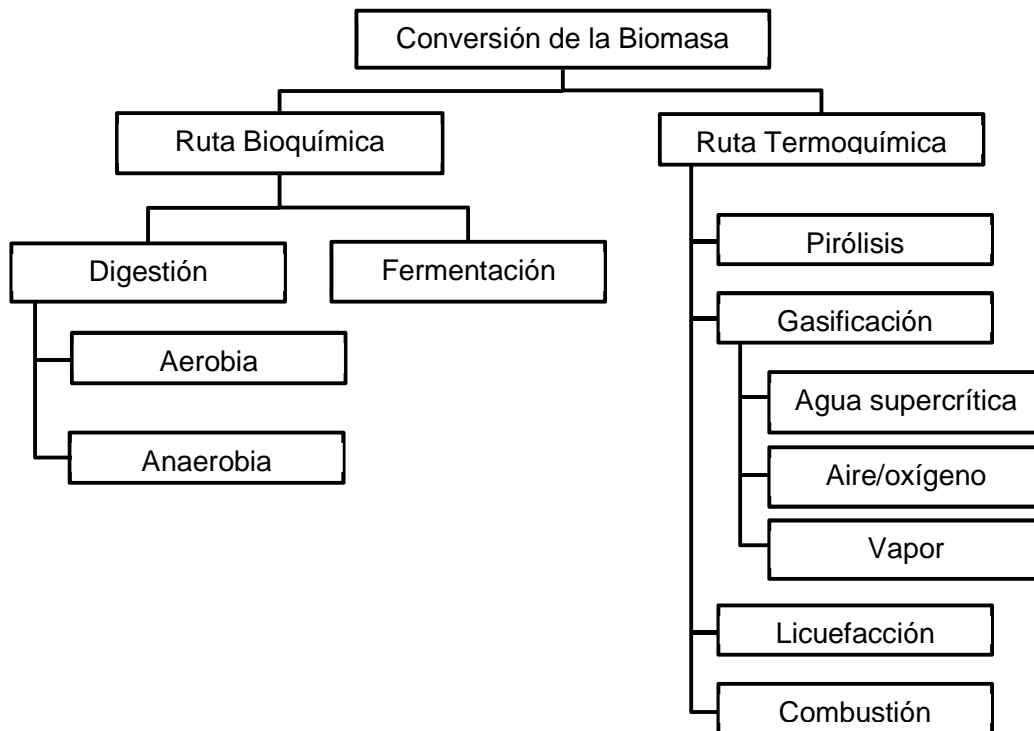 Conversión de la Biomasa
Ruta Bioquímica
Ruta Termoquímica
Digestión
Fermentación
Aerobia
Anaerobia
Pirólisis
Gasificación
Agua supercrítica
Aire/oxígeno
Vapor
Licuefacción
Combustión